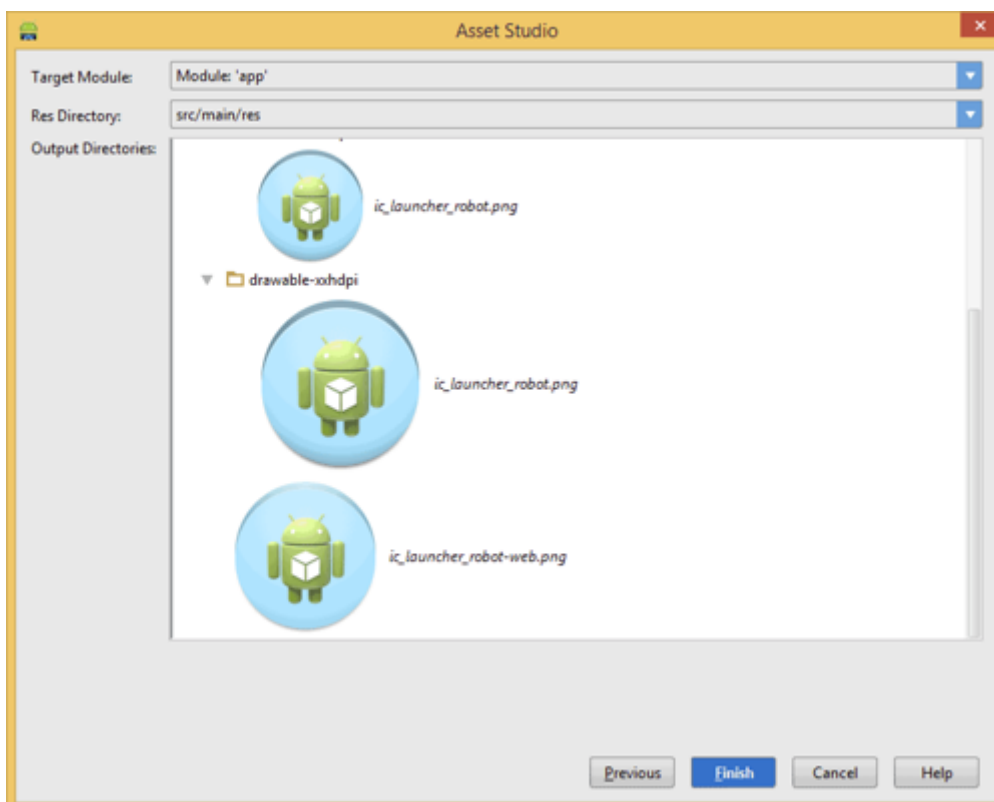 Asset Studio
Target Module: Module: 'app'
Res Directory: src/main/res
Output Directories:
ic_launcher_robot.png
drawable-xxhdpi
ic_launcher_robot.png
ic_launcher_robot-web.png
Previous Finish Cancel Help